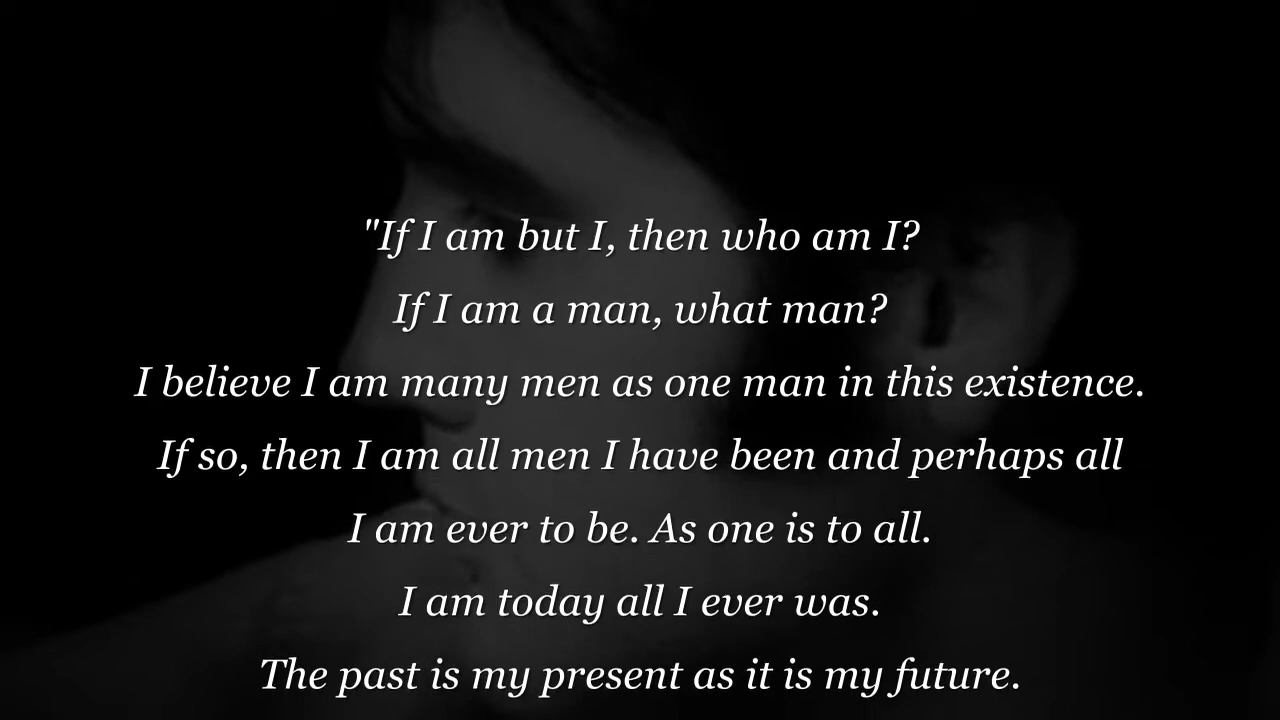 "If I am but I, then who am I?
If I am a man, what man?
I believe I am many men as one man in this existence.
If so, then I am all men I have been and perhaps all
I am ever to be. As one is to all.
I am today all I ever was.
The past is my present as it is my future.